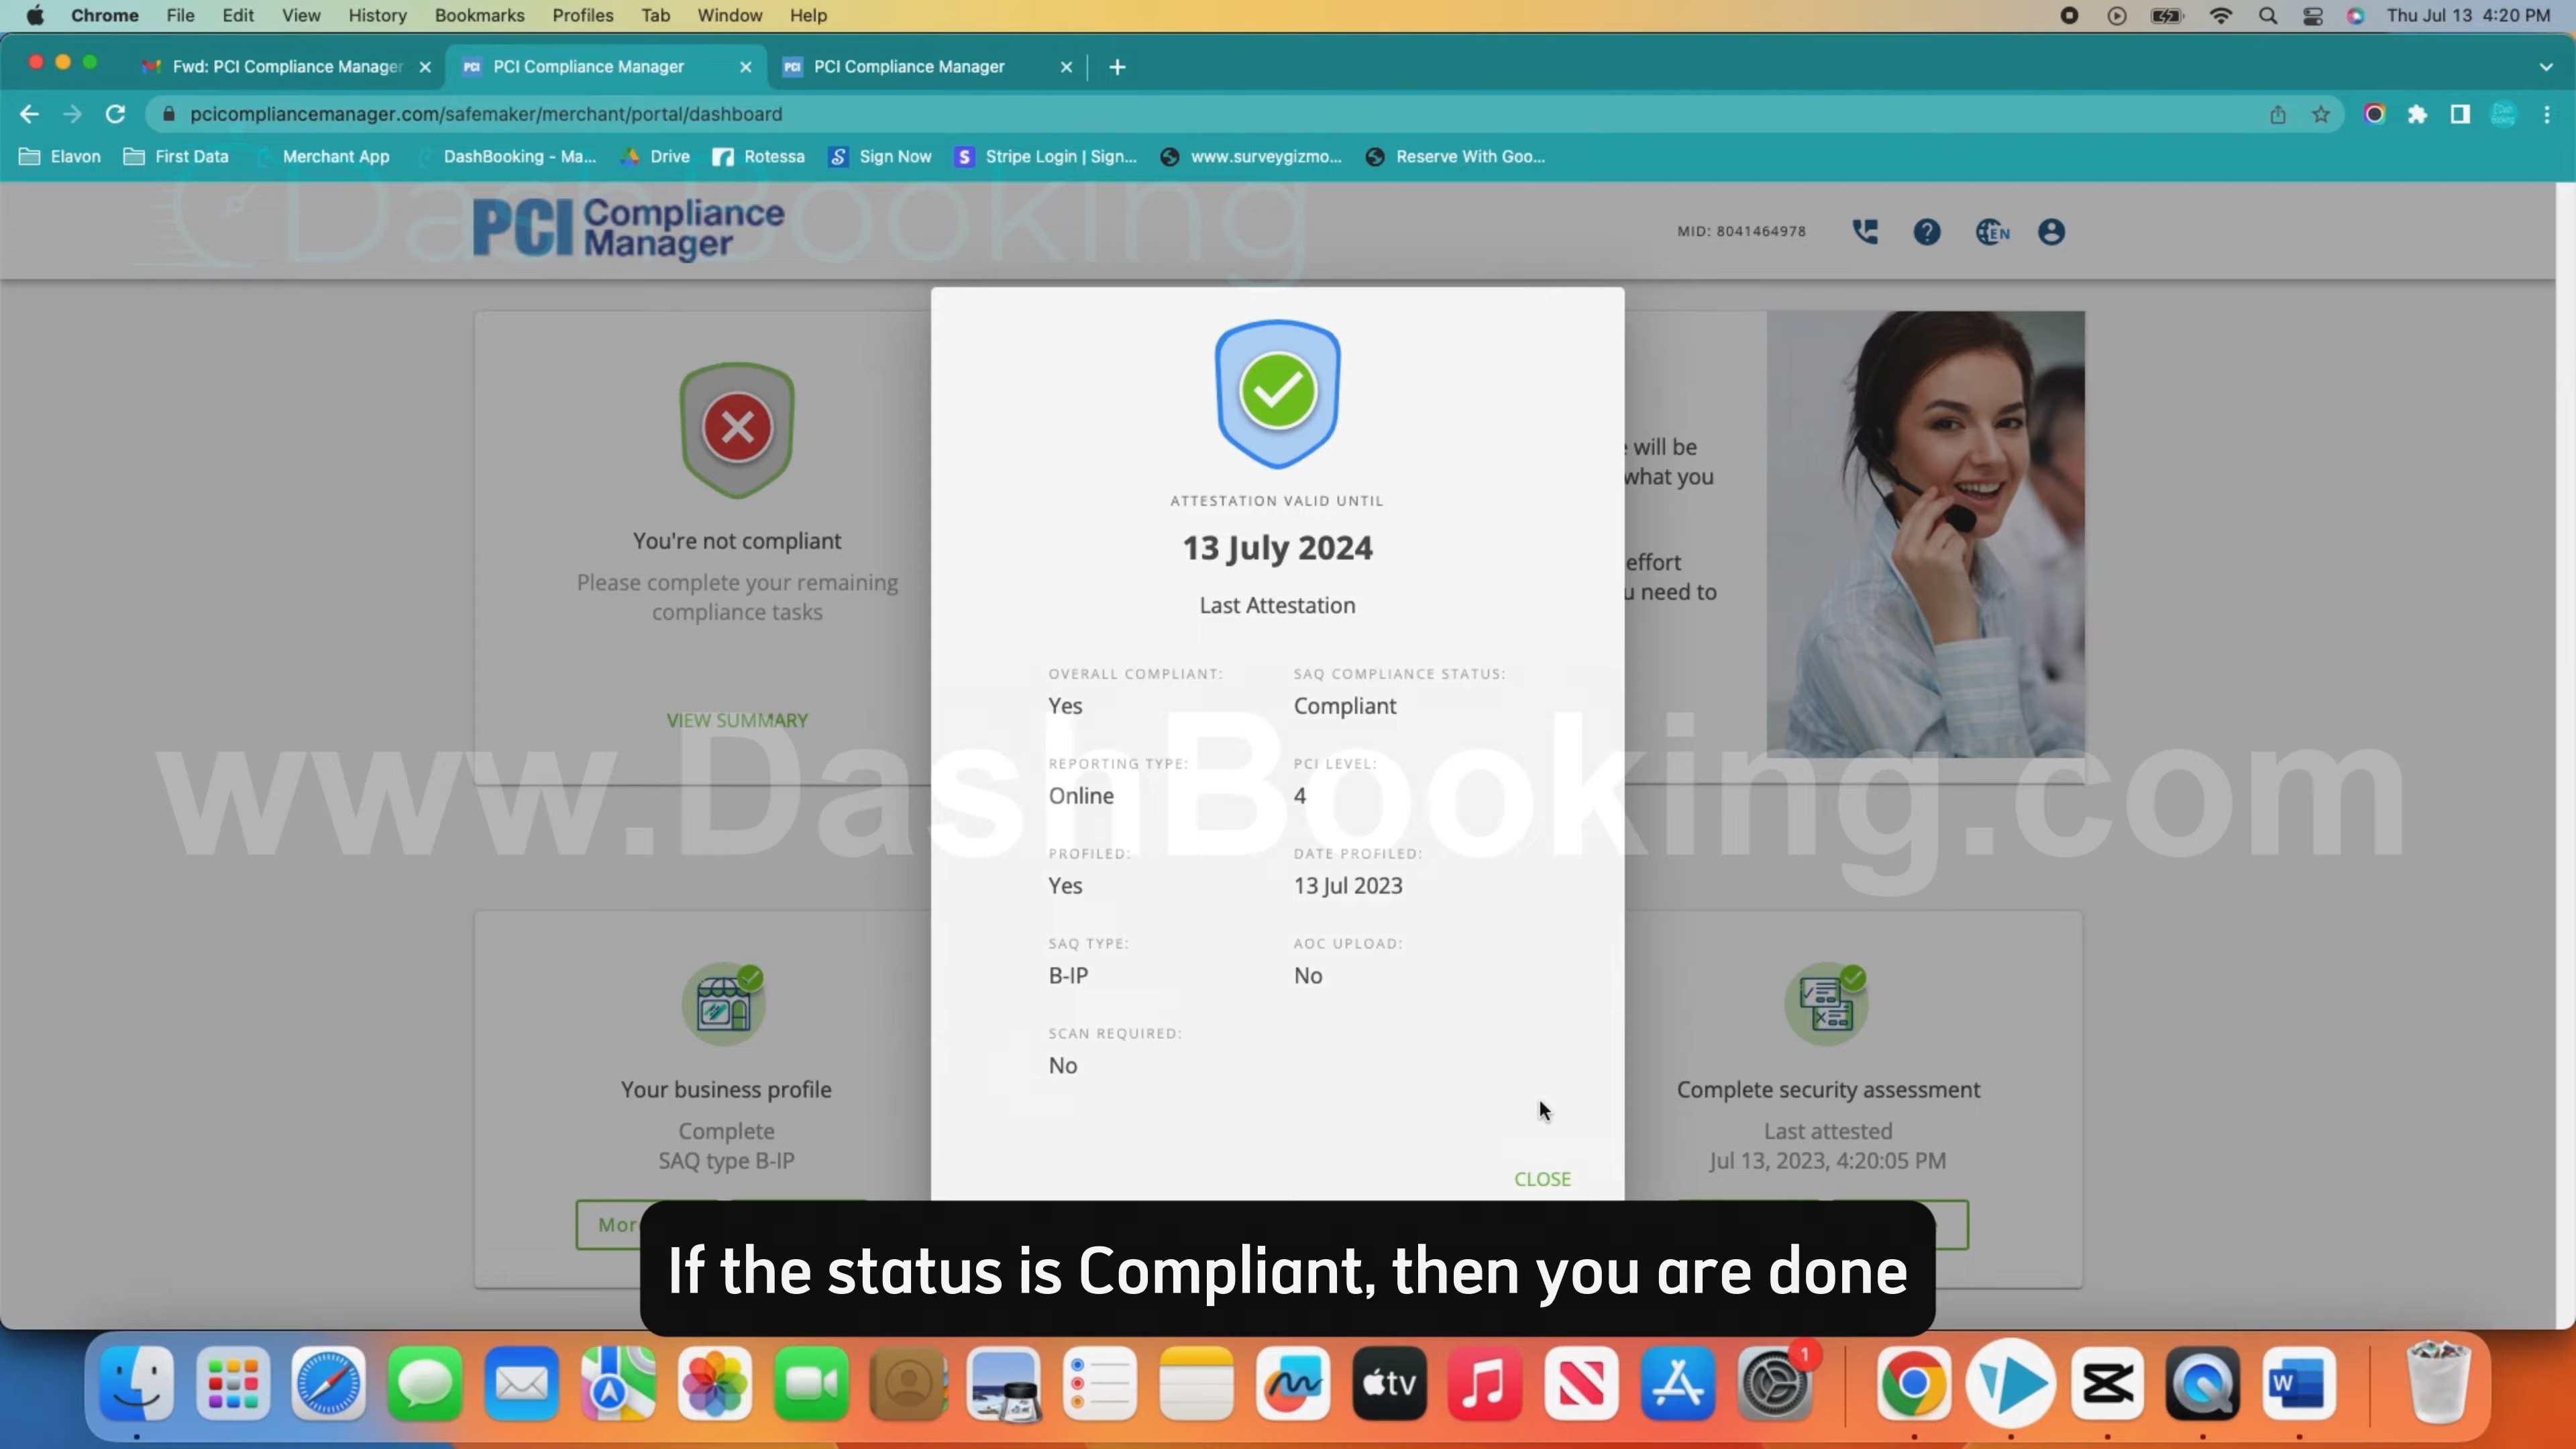 Chrome File Edit View History Bookmarks Profiles Tab Window Help Thu Jul 13 4:20 PM
Fwd: PCI Compliance Manager PCI Compliance Manager PCI Compliance Manager
pcicompliancemanager.com/safemaker/merchant/portal/dashboard
Elavon First Data Merchant App DashBooking - Ma... Drive Rotessa Sign Now Stripe Login | Sign... www.surveygizmo... Reserve With Goo...
DashBooking
PCI Compliance Manager
MID: 8041464978 EN
You're not compliant
Please complete your remaining
compliance tasks
VIEW SUMMARY
ATTESTATION VALID UNTIL
13 July 2024
Last Attestation
OVERALL COMPLIANT: SAQ COMPLIANCE STATUS:
Yes Compliant
REPORTING TYPE: PCI LEVEL:
Online 4
PROFILED: DATE PROFILED:
Yes 13 Jul 2023
SAQ TYPE: AOC UPLOAD:
B-IP No
SCAN REQUIRED:
No
CLOSE
will be
what you
effort
need to
www.DashBooking.com
Your business profile
Complete
SAQ type B-IP
Complete security assessment
Last attested
Jul 13, 2023, 4:20:05 PM
If the status is Compliant, then you are done
tv
1
W